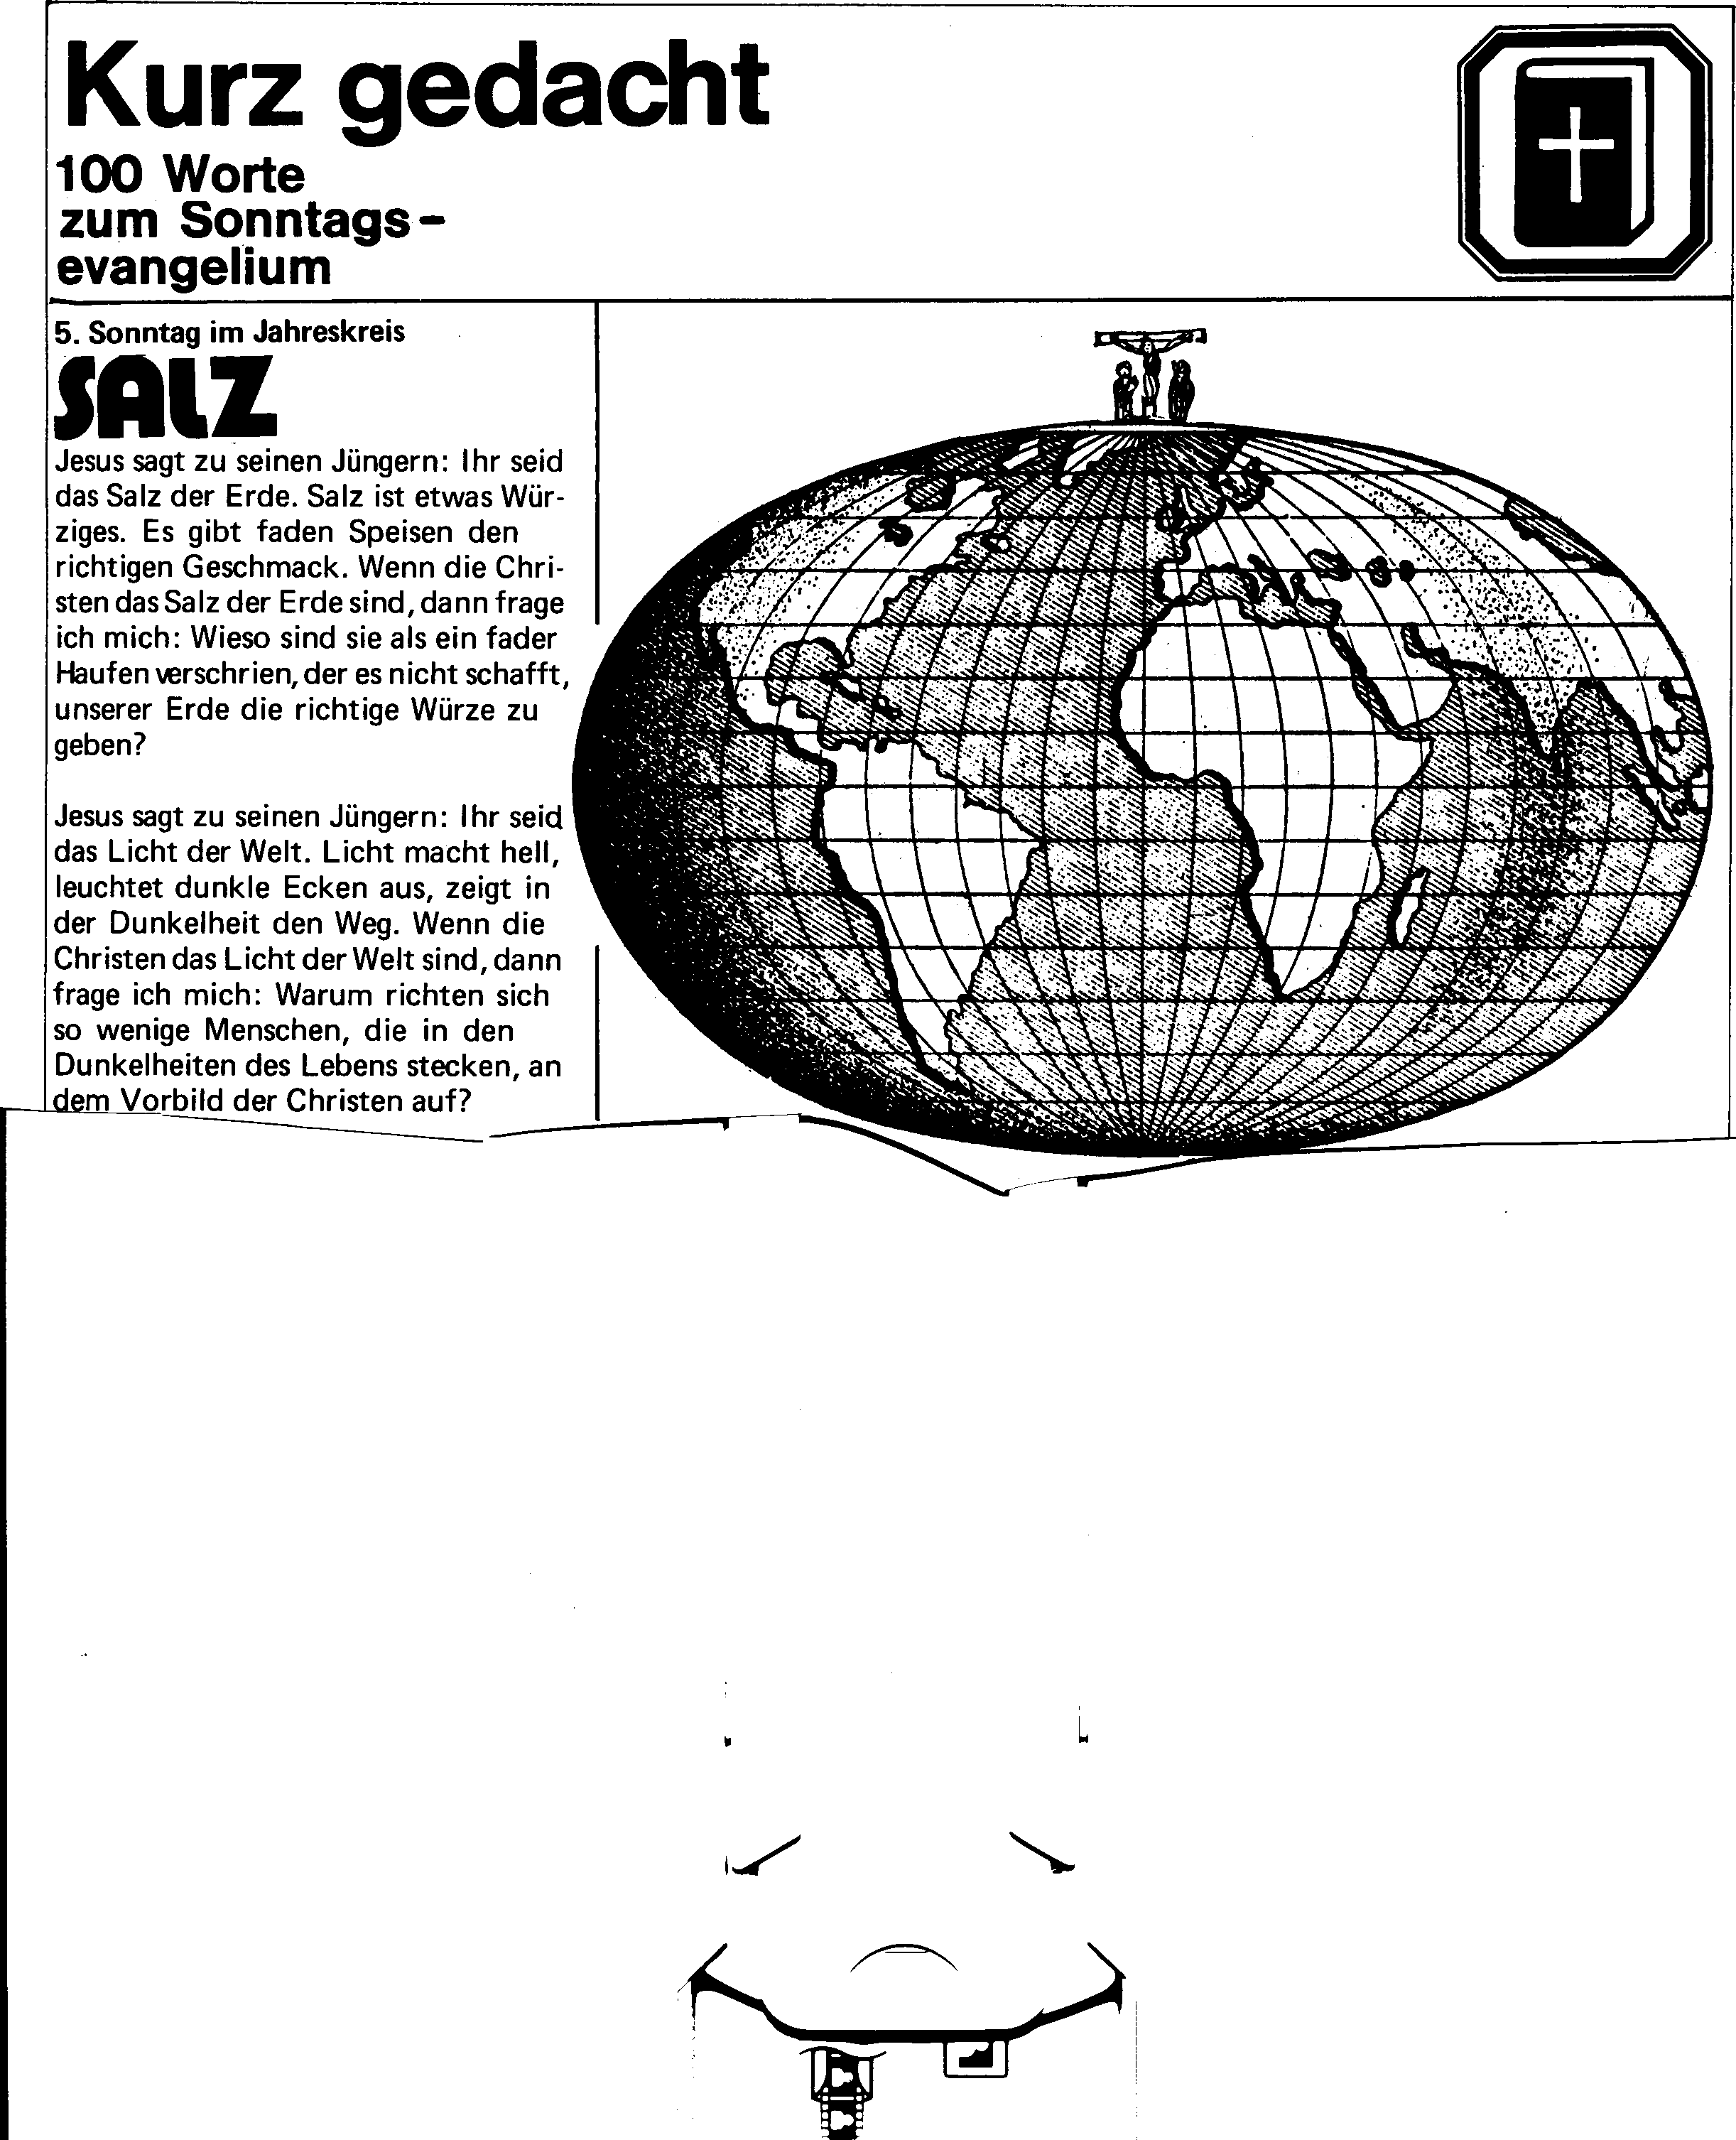 Kurz gedacht
100 Worte
zum Sonntags-
evangelium
5. Sonntag im Jahreskreis
SALZ
Jesus sagt zu seinen Jüngern: Ihr seid
das Salz der Erde. Salz ist etwas Wür-
ziges. Es gibt faden Speisen den
richtigen Geschmack. Wenn die Chri-
sten das Salz der Erde sind, dann frage
ich mich: Wieso sind sie als ein fader
Haufen verschrien, der es nicht schafft,
unserer Erde die richtige Würze zu
geben?
Jesus sagt zu seinen Jüngern: Ihr seid
das Licht der Welt. Licht macht hell,
leuchtet dunkle Ecken aus, zeigt in
der Dunkelheit den Weg. Wenn die
Christen das Licht der Welt sind, dann
frage ich mich: Warum richten sich
so wenige Menschen, die in den
Dunkelheiten des Lebens stecken, an
dem Vorbild der Christen auf?